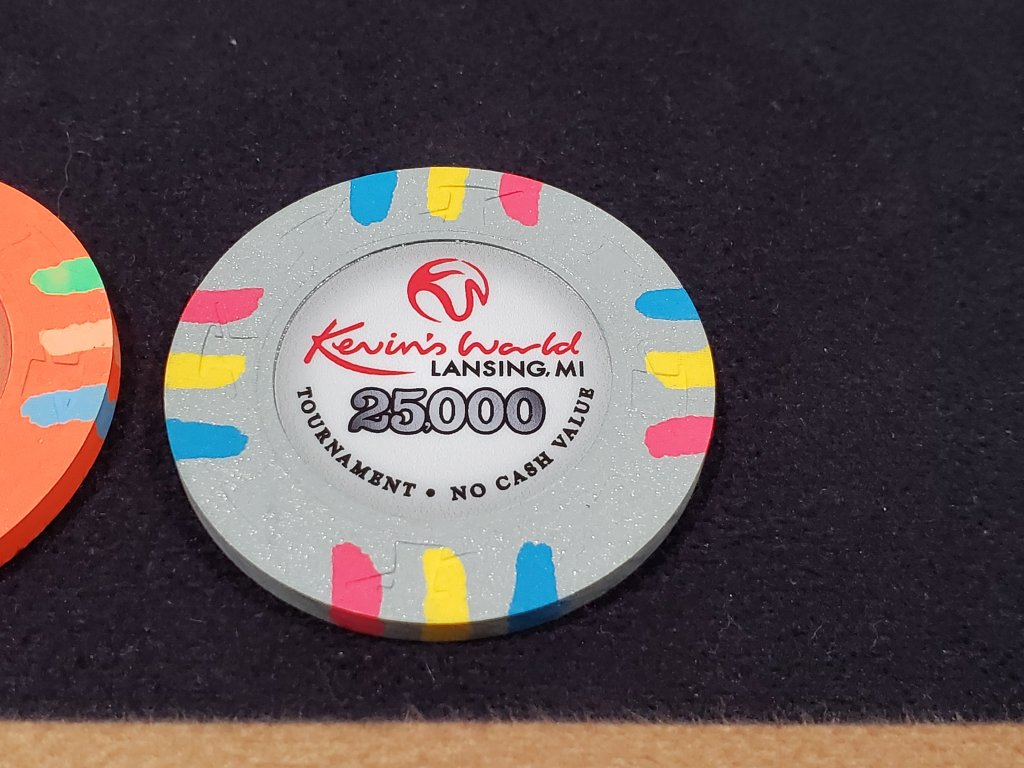 Kevin's World
LANSING, MI
25,000
TOURNAMENT • NO CASH VALUE